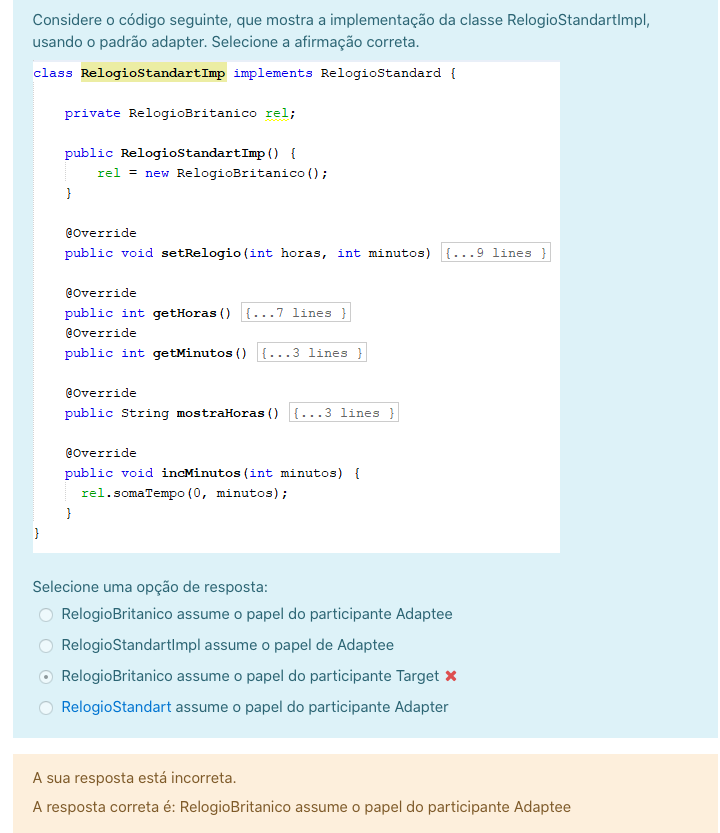 Considere o código seguinte, que mostra a implementação da classe RelogioStandartImpl,
usando o padrão adapter. Selecione a afirmação correta.
class RelogioStandartImp implements RelogioStandard {
private RelogioBritanico rel;
public RelogioStandartImp() {
rel = new RelogioBritanico();
}
@Override
public void setRelogio(int horas, int minutos) {...9 lines }
@Override
public int getHoras() {...7 lines }
@Override
public int getMinutos() {...3 lines }
@Override
public String mostraHoras() {...3 lines }
@Override
public void incMinutos(int minutos) {
rel.somaTempo(0, minutos);
}
}
Selecione uma opção de resposta:
RelogioBritanico assume o papel do participante Adaptee
RelogioStandartImpl assume o papel de Adaptee
RelogioBritanico assume o papel do participante Target
RelogioStandart assume o papel do participante Adapter
A sua resposta está incorreta.
A resposta correta é: RelogioBritanico assume o papel do participante Adaptee